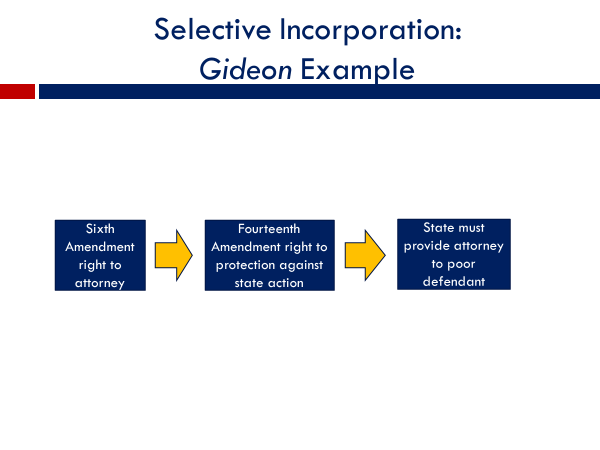 Selective Incorporation:
Gideon Example
Sixth
Amendment
right to
attorney
Fourteenth
Amendment right to
protection against
state action
State must
provide attorney
to poor
defendant